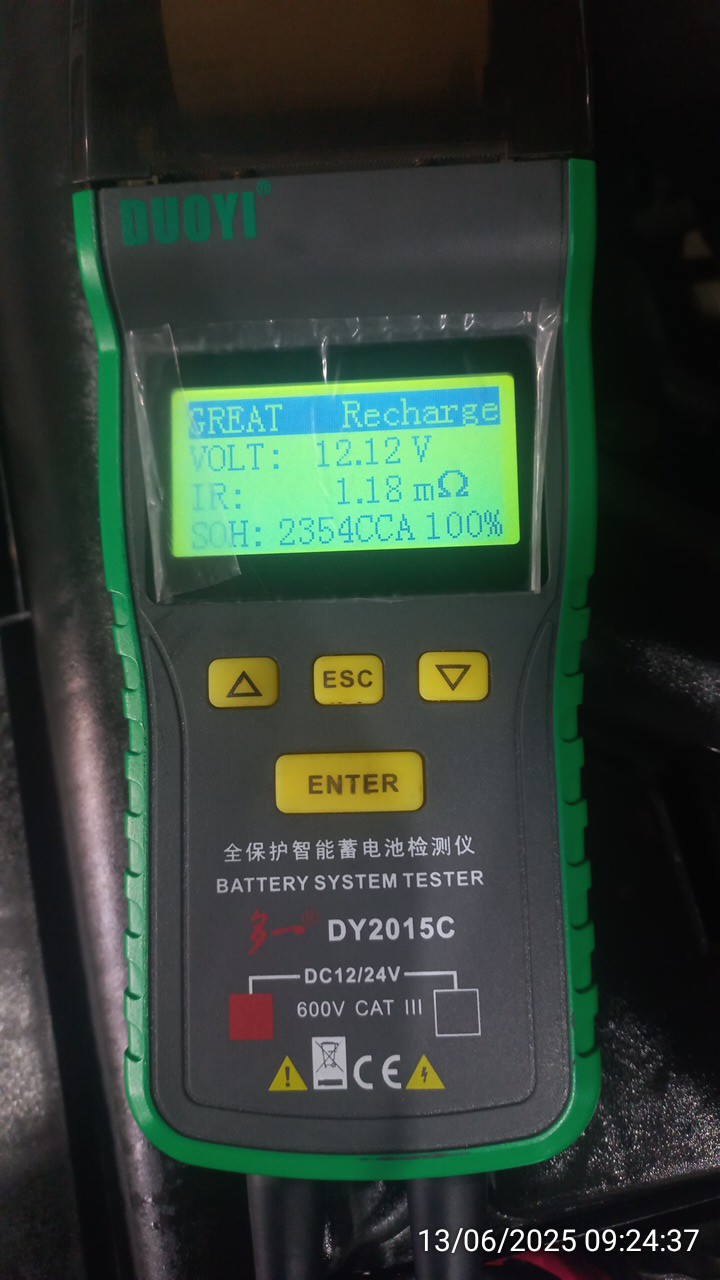 DUOYI®
GREAT Recharge
VOLT: 12.12 V
IR: 1.18 mΩ
SOH: 2354CCA 100%
ESC
ENTER
全保护智能蓄电池检测仪
BATTERY SYSTEM TESTER
多一® DY2015C
DC12/24V
600V CAT III
CE
13/06/2025 09:24:37